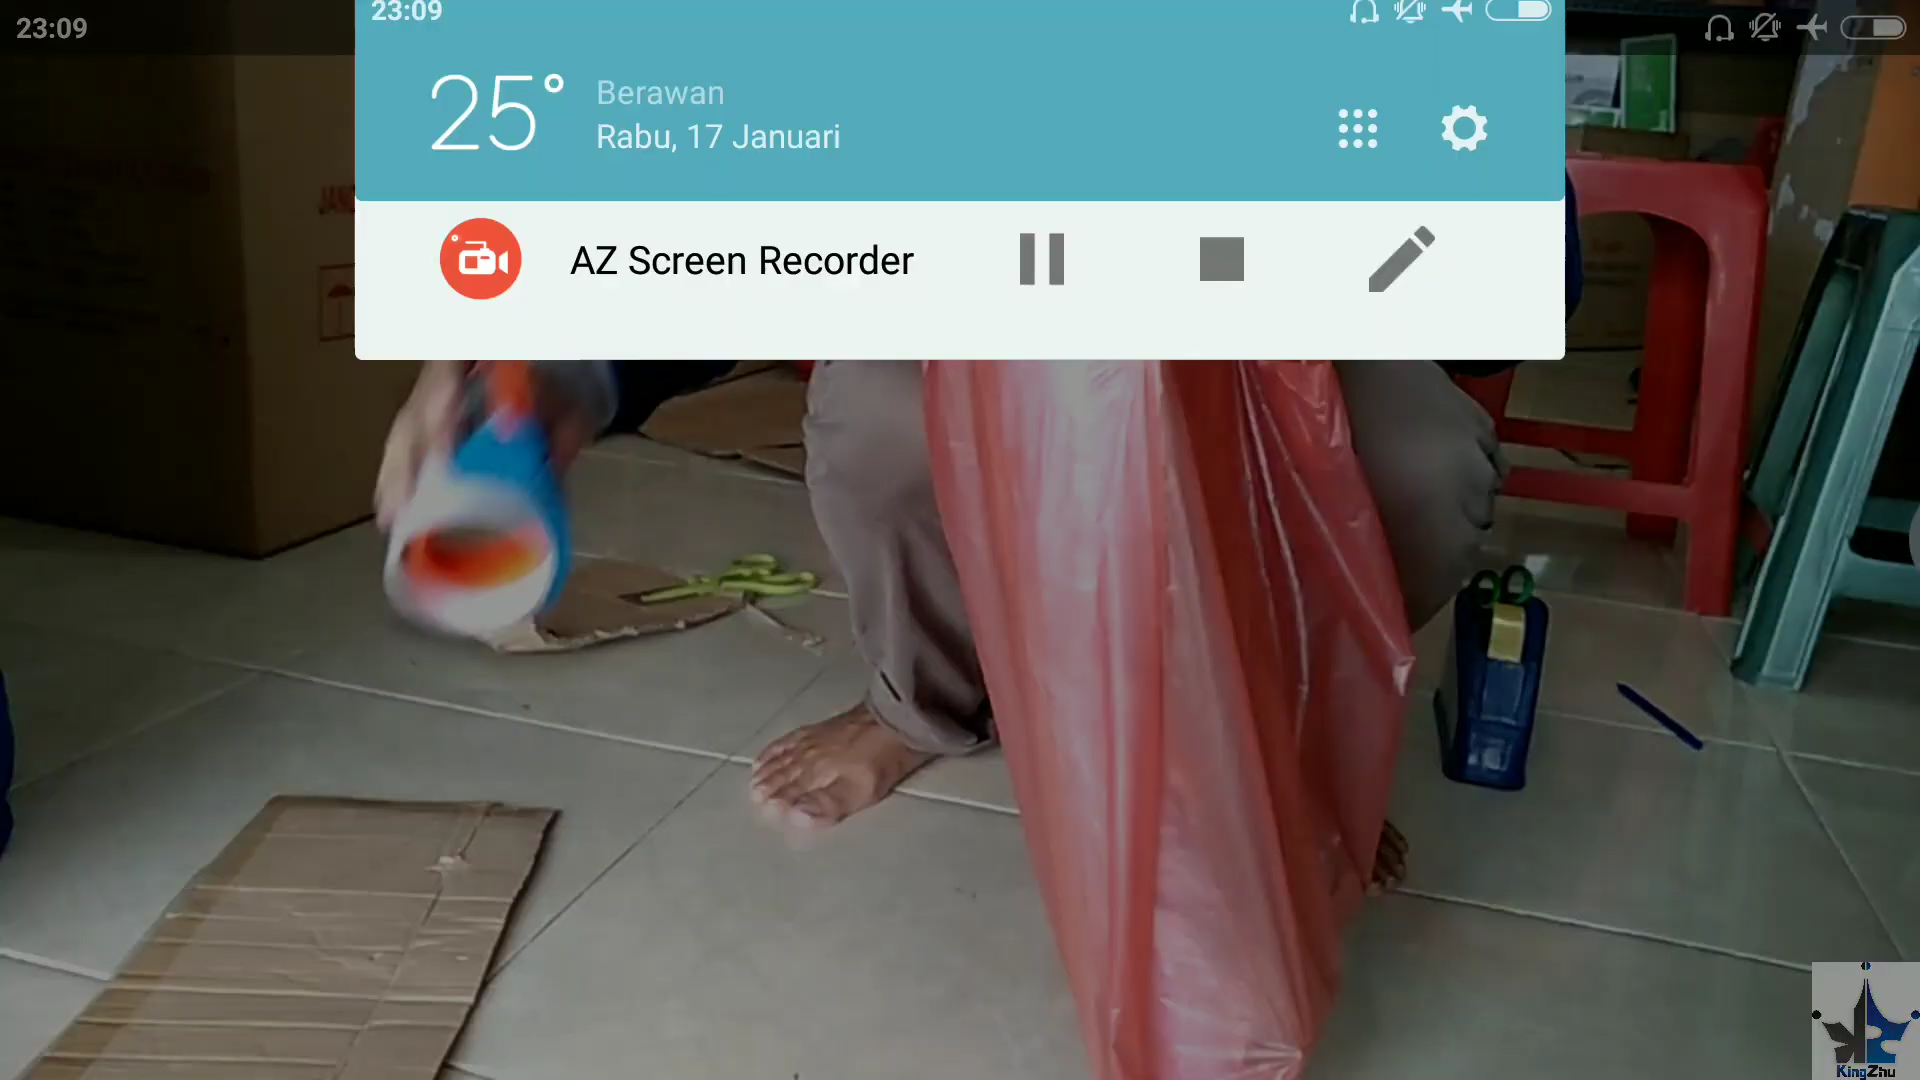 23:09
23:09
25°
Berawan
Rabu, 17 Januari
AZ Screen Recorder
KingZhu